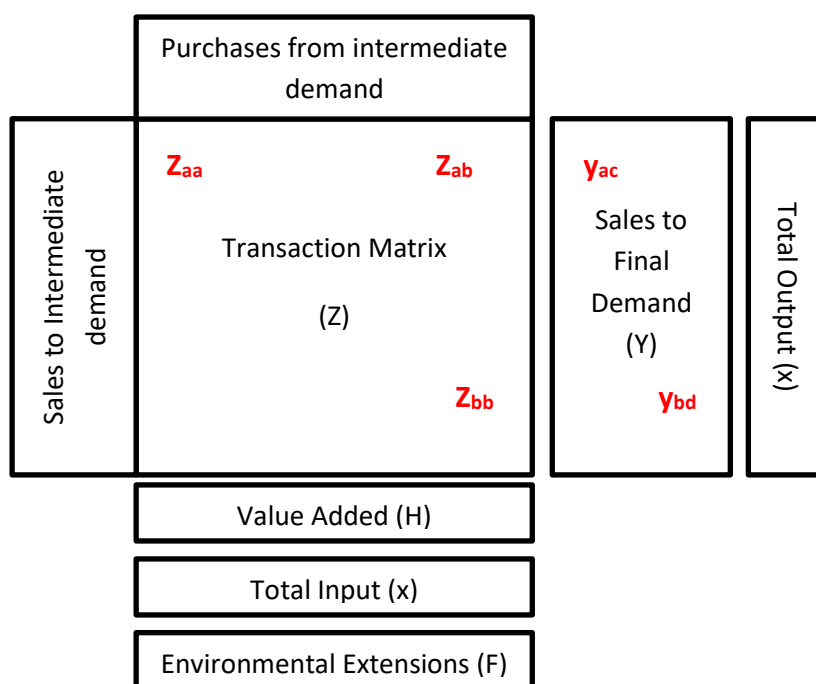 Purchases from intermediate
demand
Sales to Intermediate
demand
Zaa
Zab
Transaction Matrix
(Z)
Zbb
yac
Sales to
Final
Demand
(Y)
ybd
Total Output (x)
Value Added (H)
Total Input (x)
Environmental Extensions (F)